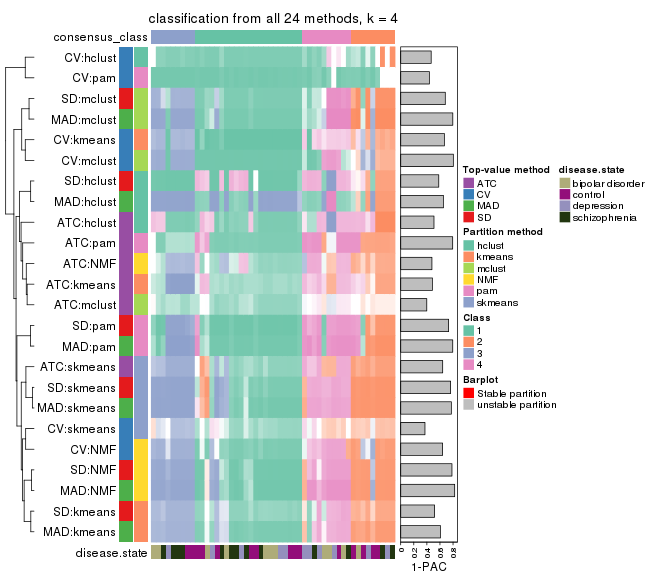 classification from all 24 methods, k = 4
consensus_class
CV:hclust
CV:pam
SD:mclust
MAD:mclust
CV:kmeans
CV:mclust
SD:hclust
MAD:hclust
ATC:hclust
ATC:pam
ATC:NMF
ATC:kmeans
ATC:mclust
SD:pam
MAD:pam
ATC:skmeans
SD:skmeans
MAD:skmeans
CV:skmeans
CV:NMF
SD:NMF
MAD:NMF
SD:kmeans
MAD:kmeans
disease.state
0 0.2 0.4 0.6 0.8
1-PAC
Top-value method
ATC
CV
MAD
SD
Partition method
hclust
kmeans
mclust
NMF
pam
skmeans
Class
1
2
3
4
Barplot
Stable partition
unstable partition
disease.state
bipolar disorder
control
depression
schizophrenia